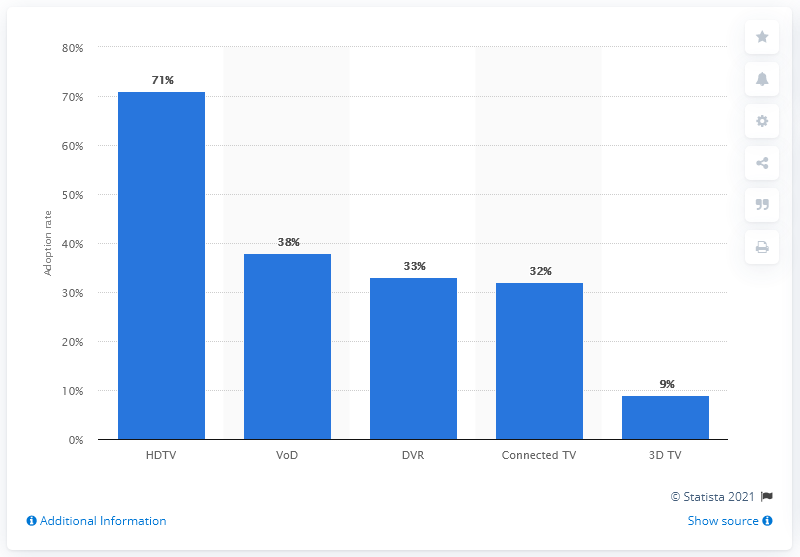 80%
71%
70%
60%
50%
40%
38%
33%
32%
30%
20%
10%
9%
0%
Adoption rate
HDTV VoD DVR Connected TV 3D TV
© Statista 2021
Additional Information
Show source